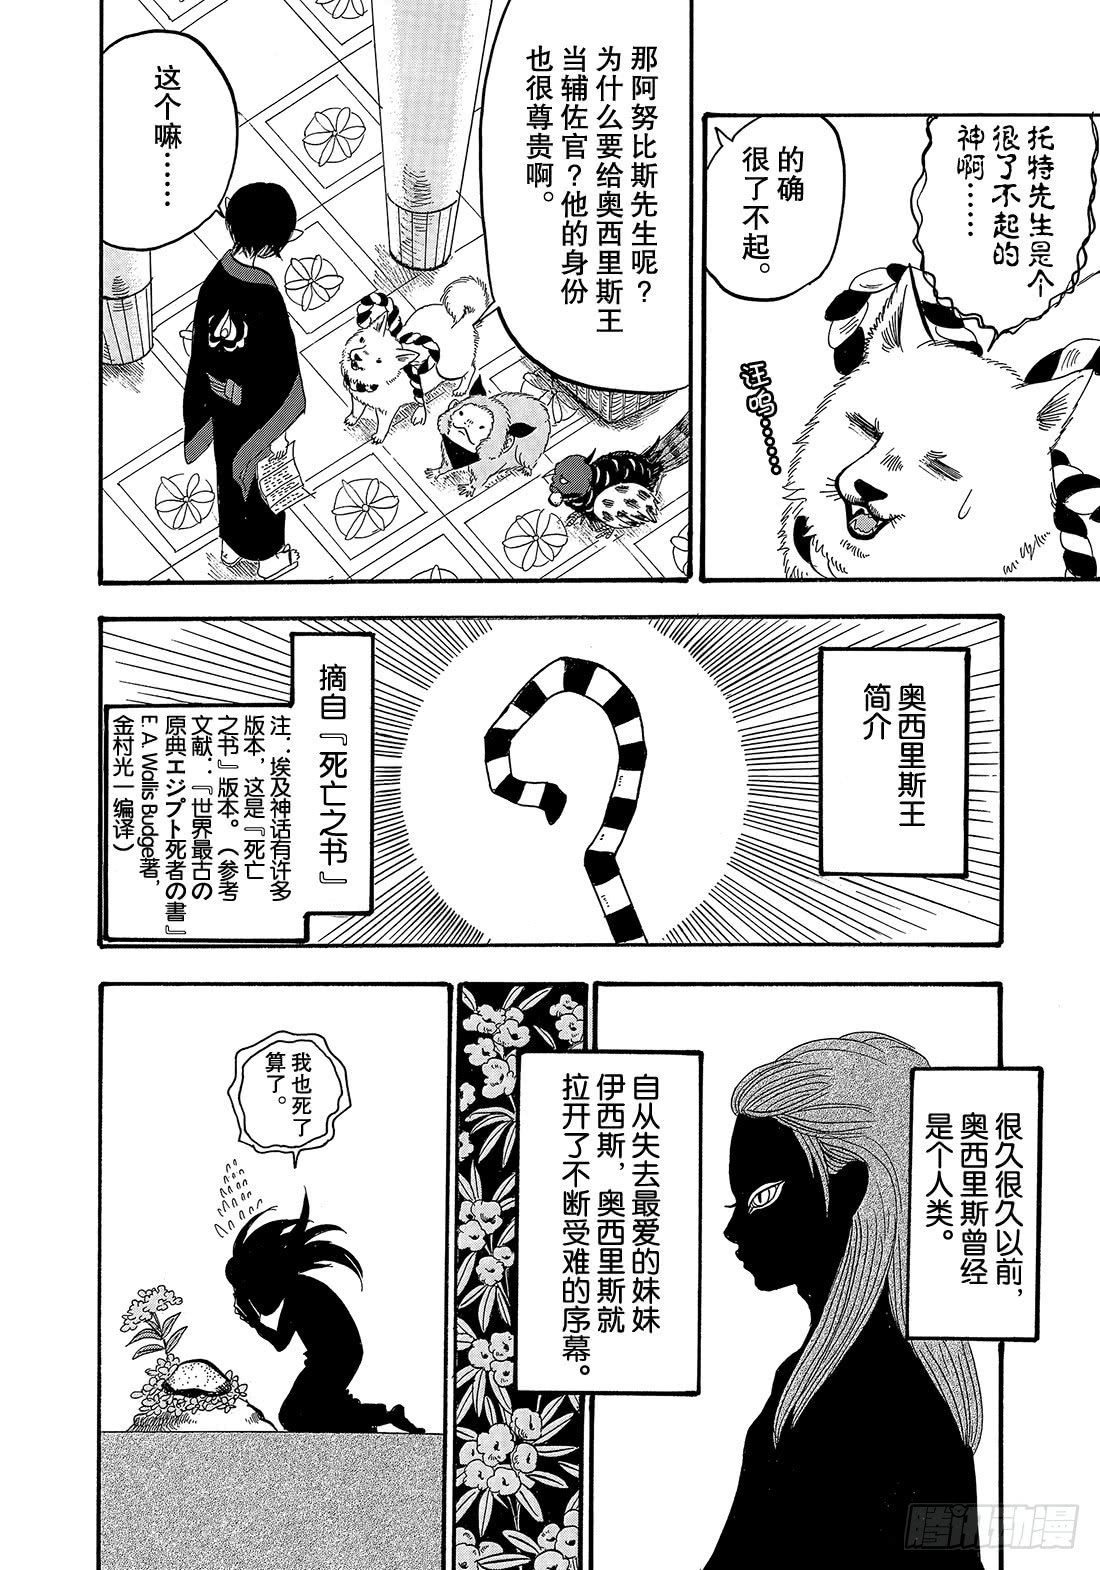 托特先生是个
很了不起的
神啊……
的确
很了不起。
汪呜……
那阿努比斯先生呢？
为什么要给奥西里斯王
当辅佐官？他的身份
也很尊贵啊。
这个嘛……
奥西里斯王
简介
摘自『死亡之书』
注：埃及神话有许多
版本，这是『死亡
之书』版本。（参考
文献：『世界最古の
原典エジプト死者の書』
E. A. Wallis Budge著，
金村光一编译）
很久很久以前，
奥西里斯曾经
是个人类。
自从失去最爱的妹妹
伊西斯，奥西里斯就
拉开了不断受难的序幕。
我也死了
算了。
腾讯动漫